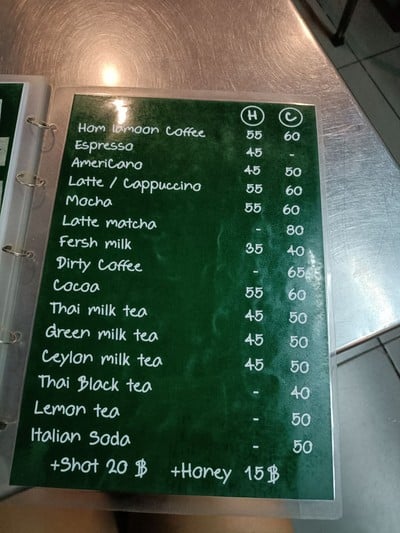 H C
Hom lamoon Coffee 55 60
Espresso 45 -
Americano 45 50
Latte / Cappuccino 55 60
Mocha 55 60
Latte matcha - 80
Fersh milk 35 40
Dirty Coffee - 65
Cocoa 55 60
Thai milk tea 45 50
Green milk tea 45 50
Ceylon milk tea 45 50
Thai Black tea - 40
Lemon tea - 50
Italian Soda - 50
+Shot 20 ฿ +Honey 15฿